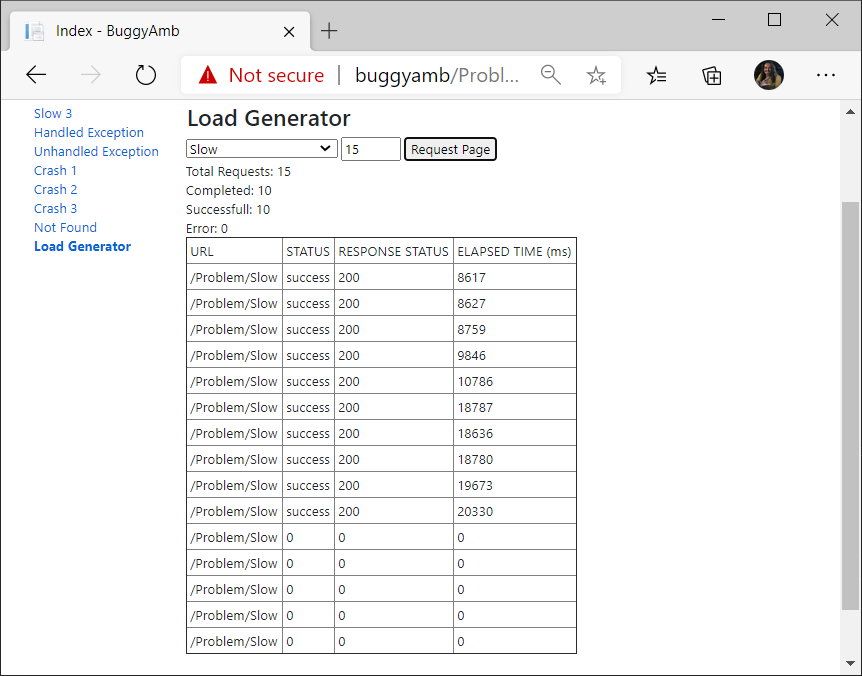 Index - BuggyAmb
Not secure | buggyamb/Probl...
Slow 3
Handled Exception
Unhandled Exception
Crash 1
Crash 2
Crash 3
Not Found
Load Generator
Load Generator
Slow 15 Request Page
Total Requests: 15
Completed: 10
Successfull: 10
Error: 0
URL STATUS RESPONSE STATUS ELAPSED TIME (ms)
/Problem/Slow success 200 8617
/Problem/Slow success 200 8627
/Problem/Slow success 200 8759
/Problem/Slow success 200 9846
/Problem/Slow success 200 10786
/Problem/Slow success 200 18787
/Problem/Slow success 200 18636
/Problem/Slow success 200 18780
/Problem/Slow success 200 19673
/Problem/Slow success 200 20330
/Problem/Slow 0 0 0
/Problem/Slow 0 0 0
/Problem/Slow 0 0 0
/Problem/Slow 0 0 0
/Problem/Slow 0 0 0